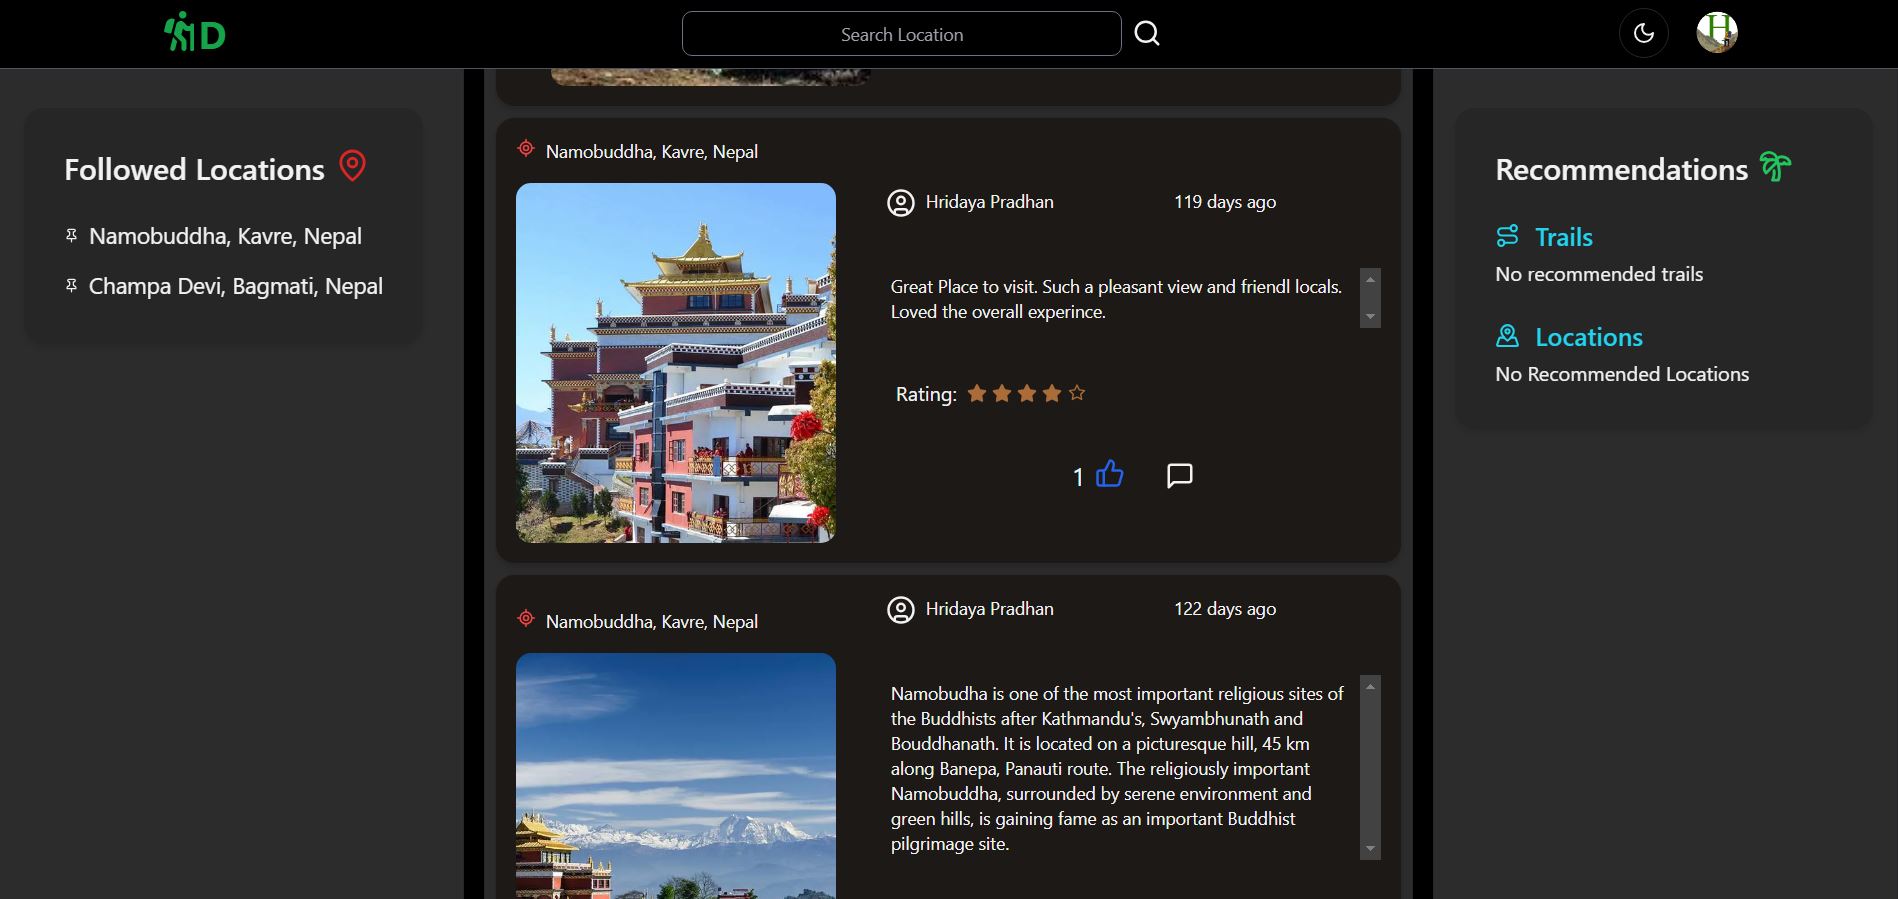 D
Search Location
H
Followed Locations
Namobuddha, Kavre, Nepal
Champa Devi, Bagmati, Nepal
Namobuddha, Kavre, Nepal
Hridaya Pradhan
119 days ago
Great Place to visit. Such a pleasant view and friendl locals.
Loved the overall experince.
Rating:
1
Namobuddha, Kavre, Nepal
Hridaya Pradhan
122 days ago
Namobudha is one of the most important religious sites of
the Buddhists after Kathmandu's, Swyambhunath and
Bouddhanath. It is located on a picturesque hill, 45 km
along Banepa, Panauti route. The religiously important
Namobuddha, surrounded by serene environment and
green hills, is gaining fame as an important Buddhist
pilgrimage site.
Recommendations
Trails
No recommended trails
Locations
No Recommended Locations